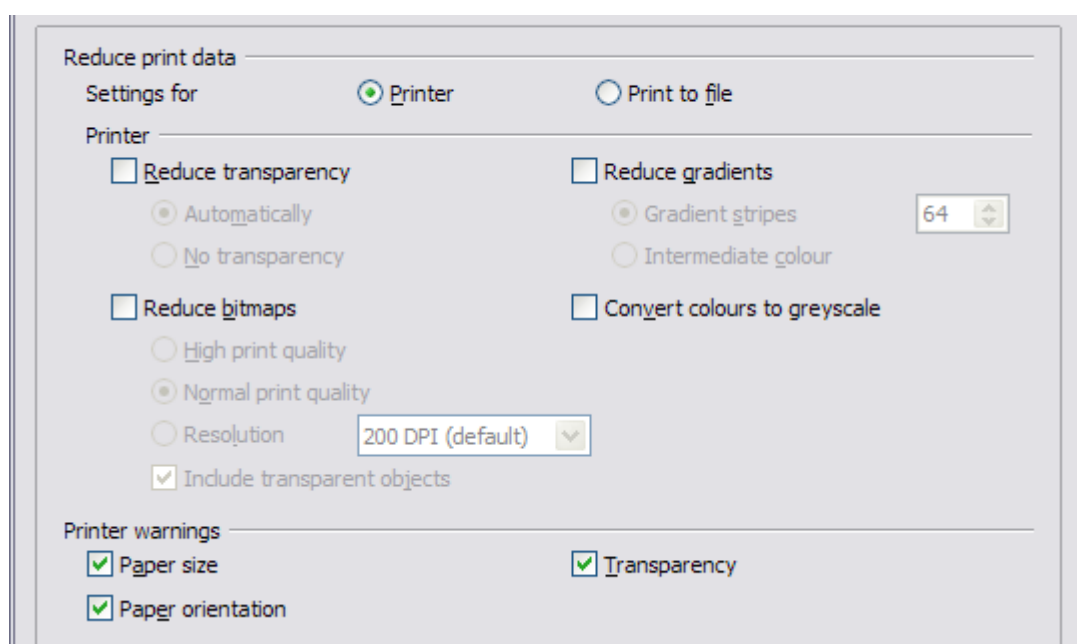 Reduce print data
Settings for Printer Print to file
Printer
Reduce transparency Reduce gradients
Automatically Gradient stripes 64
No transparency Intermediate colour
Reduce bitmaps Convert colours to greyscale
High print quality
Normal print quality
Resolution 200 DPI (default)
Include transparent objects
Printer warnings
Paper size Transparency
Paper orientation